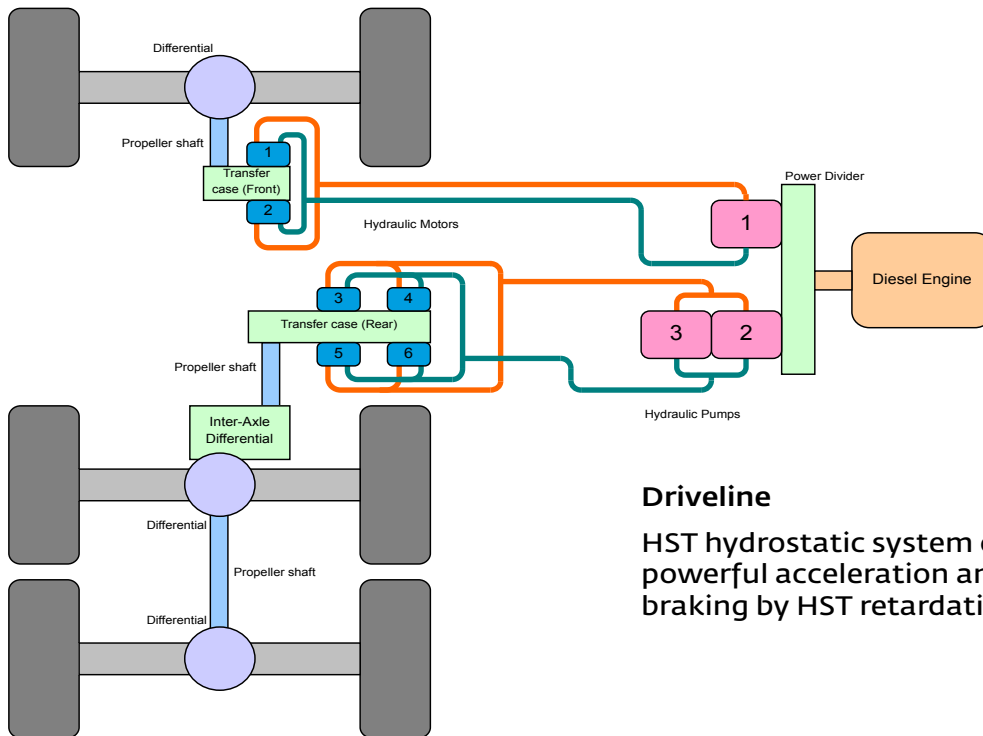 Differential
Propeller shaft
1
Transfer
case (Front)
2
Hydraulic Motors
Power Divider
1
Diesel Engine
3
4
Transfer case (Rear)
5
6
3
2
Propeller shaft
Hydraulic Pumps
Inter-Axle
Differential
Differential
Propeller shaft
Differential
Driveline
HST hydrostatic system
powerful acceleration
braking by HST